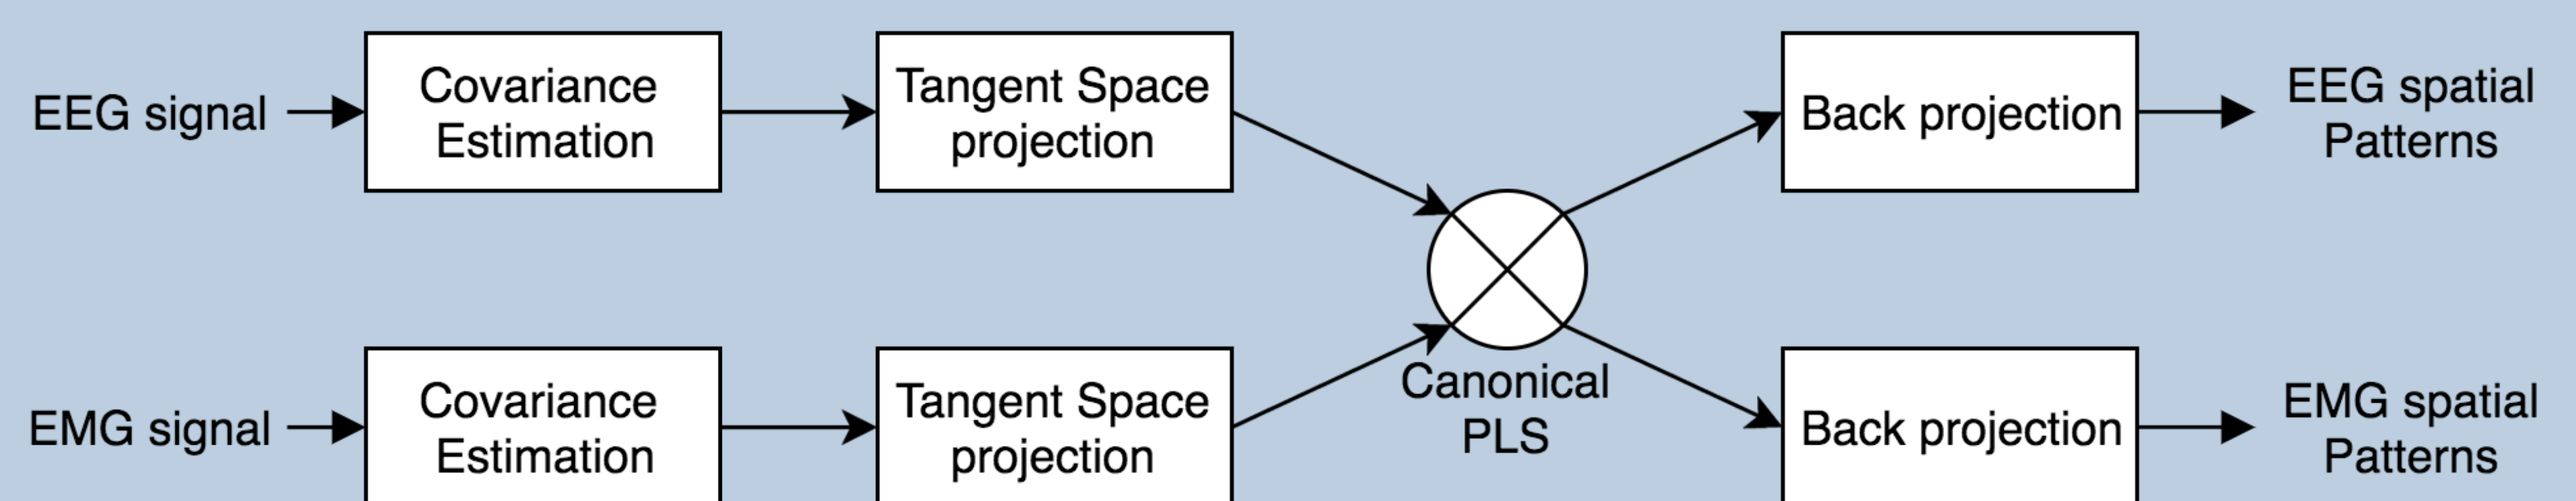 EEG signal
Covariance
Estimation
Tangent Space
projection
Back projection
EEG spatial
Patterns
EMG signal
Covariance
Estimation
Tangent Space
projection
Canonical
PLS
Back projection
EMG spatial
Patterns